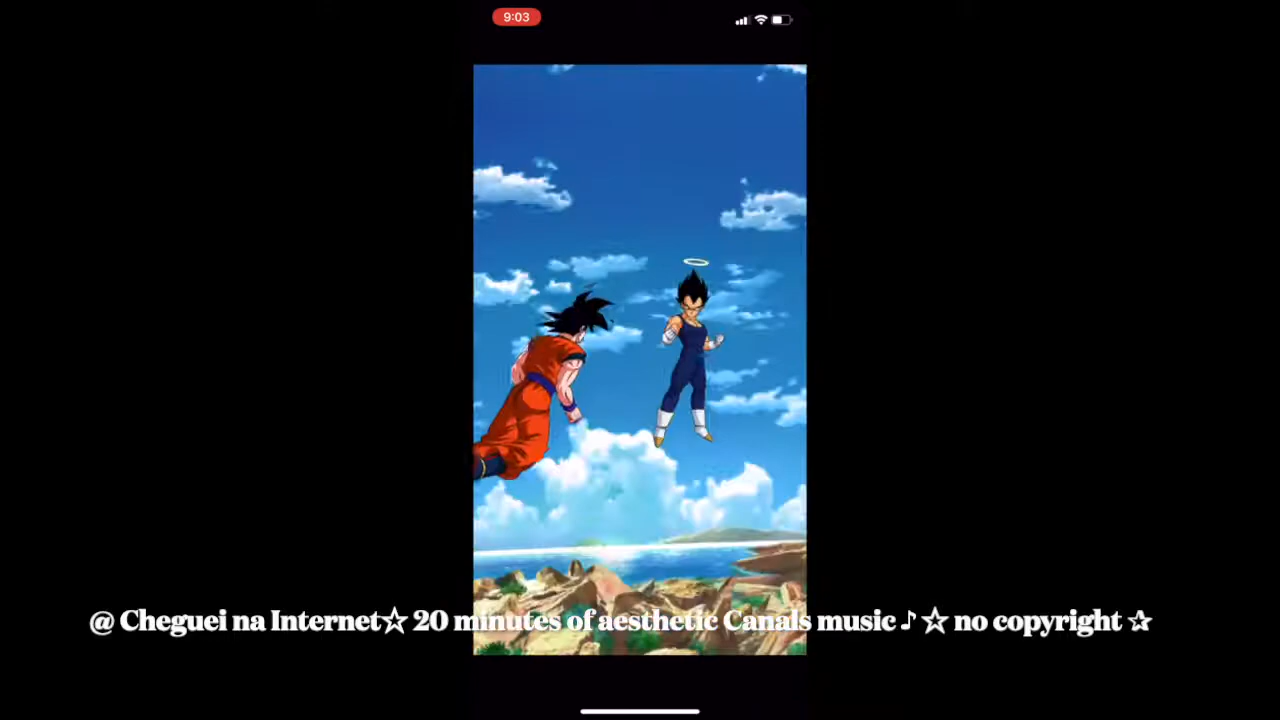 9:03
@ Cheguei na Internet☆ 20 minutes of aesthetic Canals music ♪☆ no copyright ✰